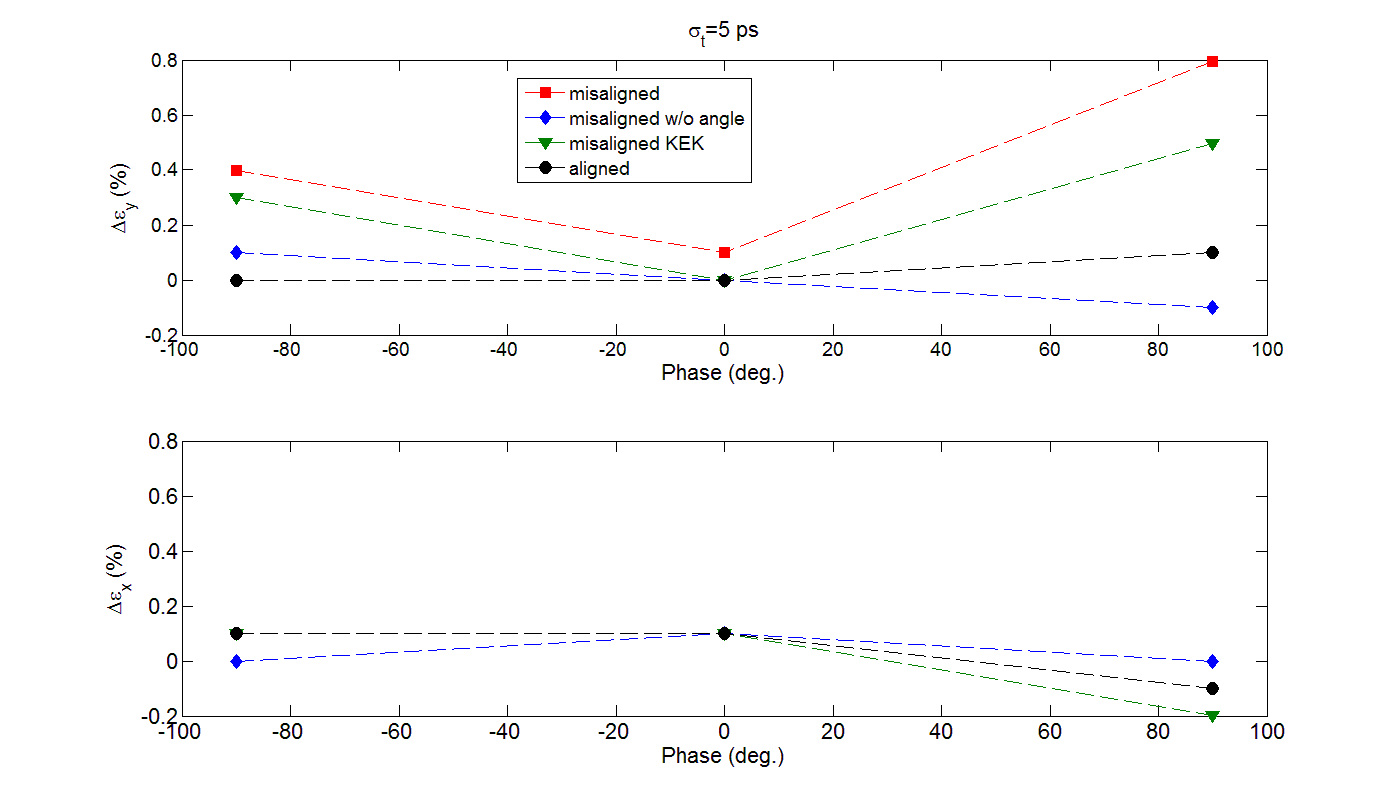 σt=5 ps
0.8
0.6
0.4
0.2
0
-0.2
Δεy (%)
misaligned
misaligned w/o angle
misaligned KEK
aligned
-100 -80 -60 -40 -20 0 20 40 60 80 100
Phase (deg.)
0.8
0.6
0.4
0.2
0
-0.2
Δεx (%)
-100 -80 -60 -40 -20 0 20 40 60 80 100
Phase (deg.)